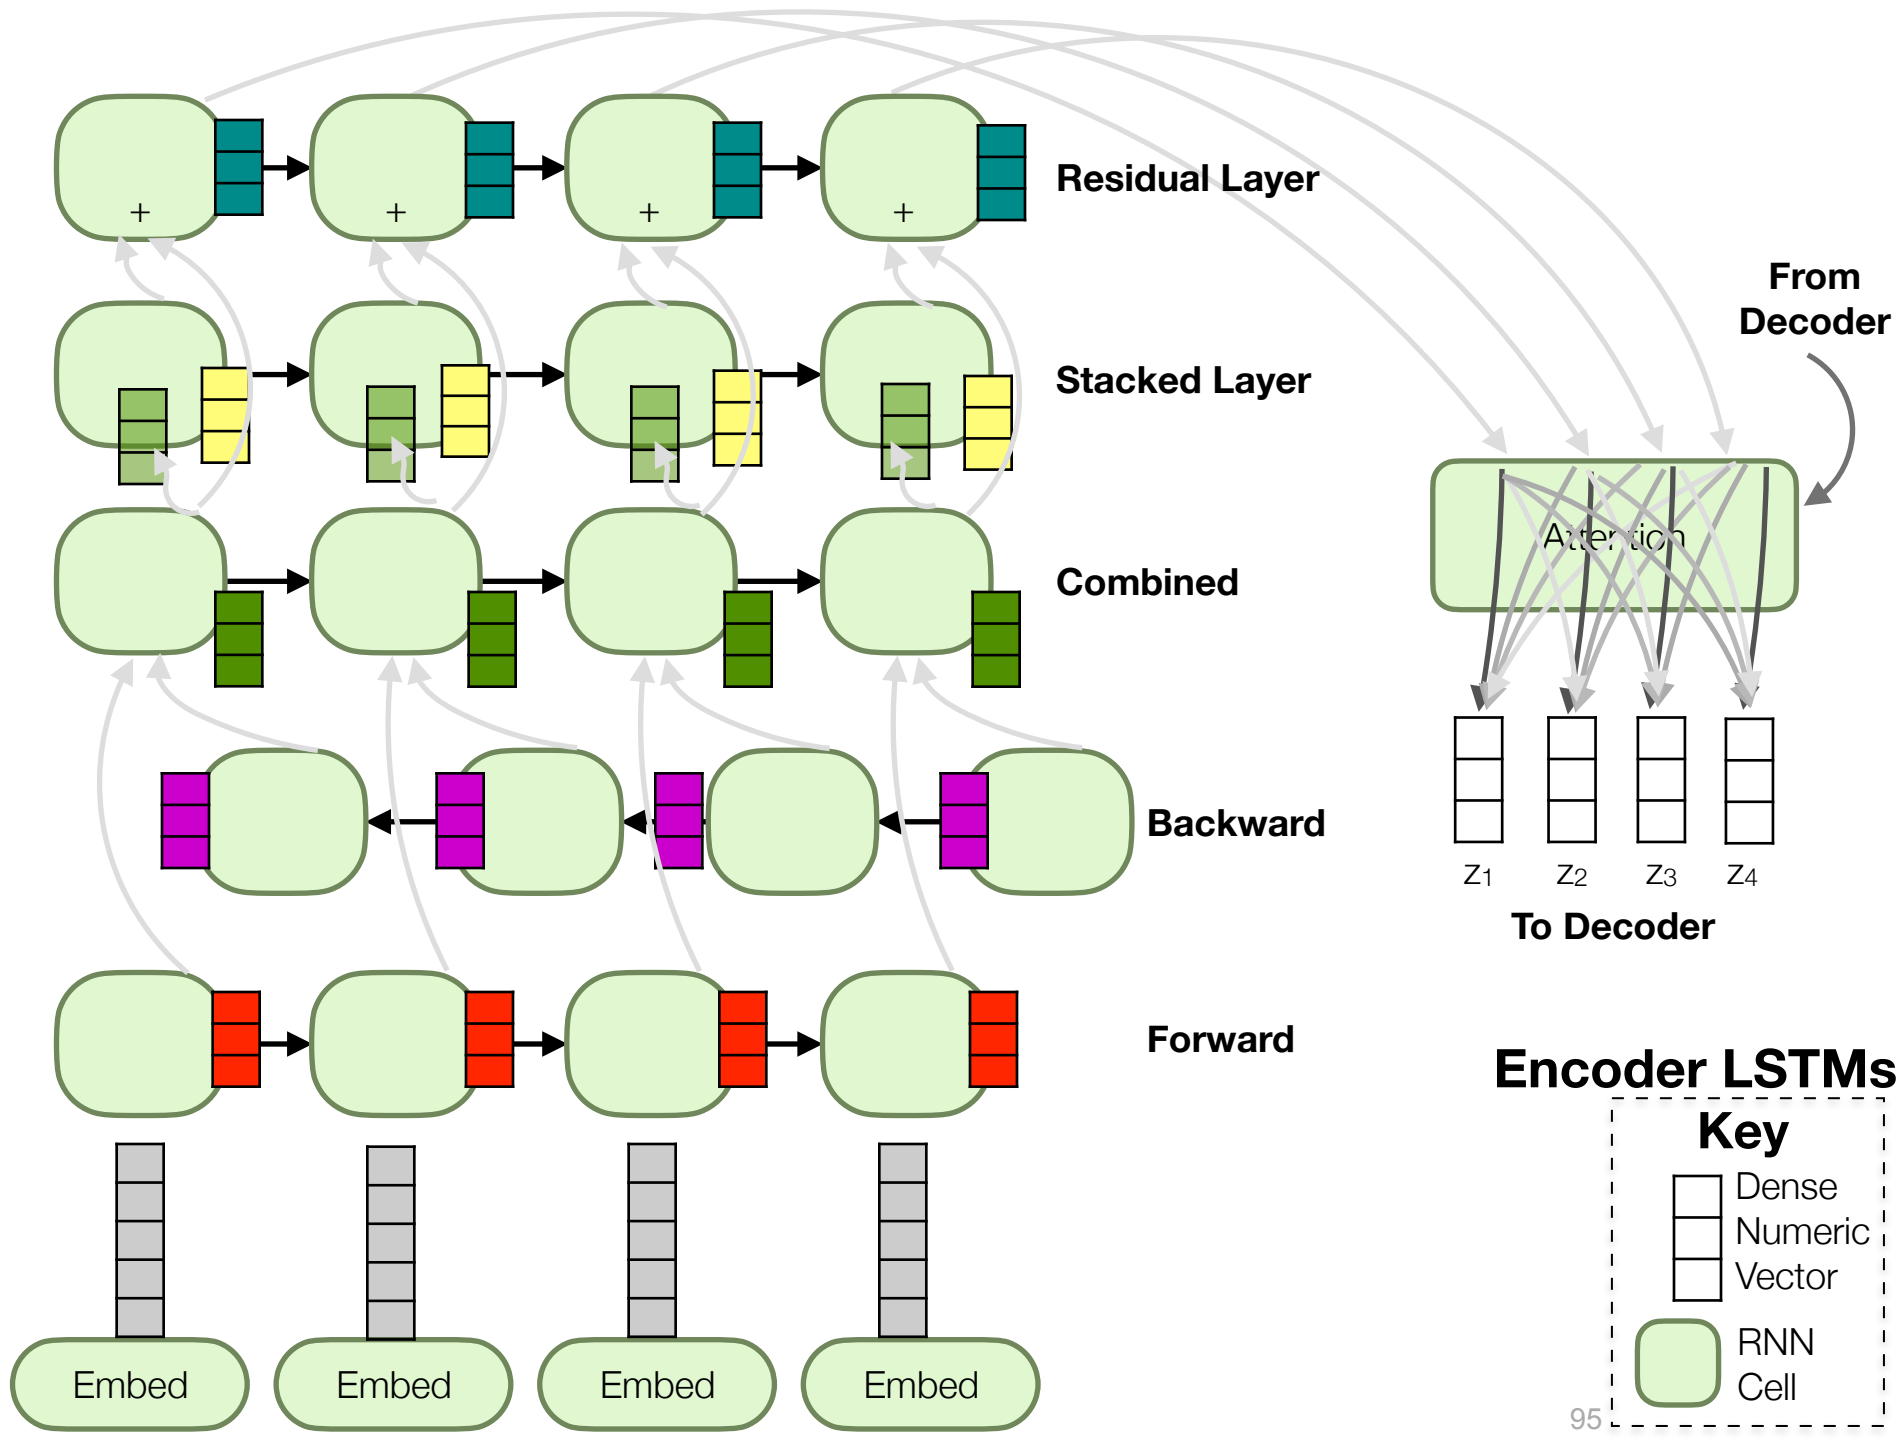 + + + +
Residual Layer
From
Decoder
Stacked Layer
Attention
Combined
Backward
z1 z2 z3 z4
To Decoder
Forward
Encoder LSTMs
Key
Dense
Numeric
Vector
RNN
Cell
Embed Embed Embed Embed
95